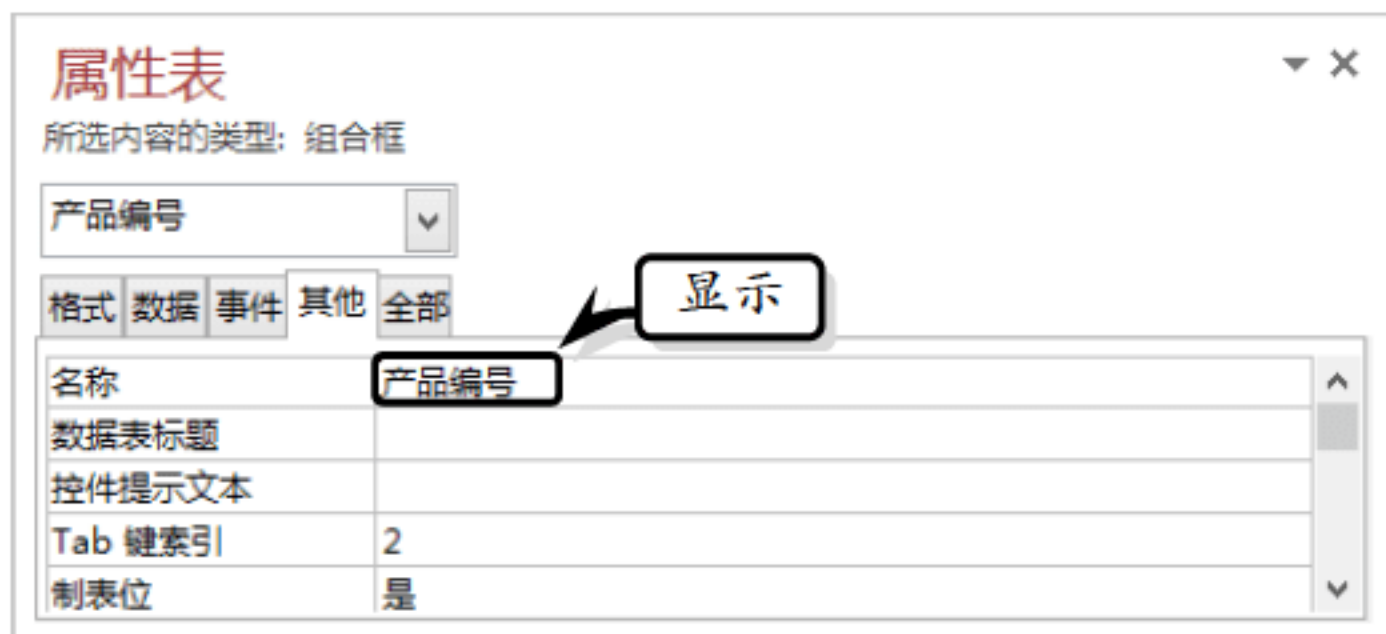 属性表
所选内容的类型: 组合框
产品编号
格式 数据 事件 其他 全部
显示
名称 产品编号
数据表标题
控件提示文本
Tab 键索引 2
制表位 是